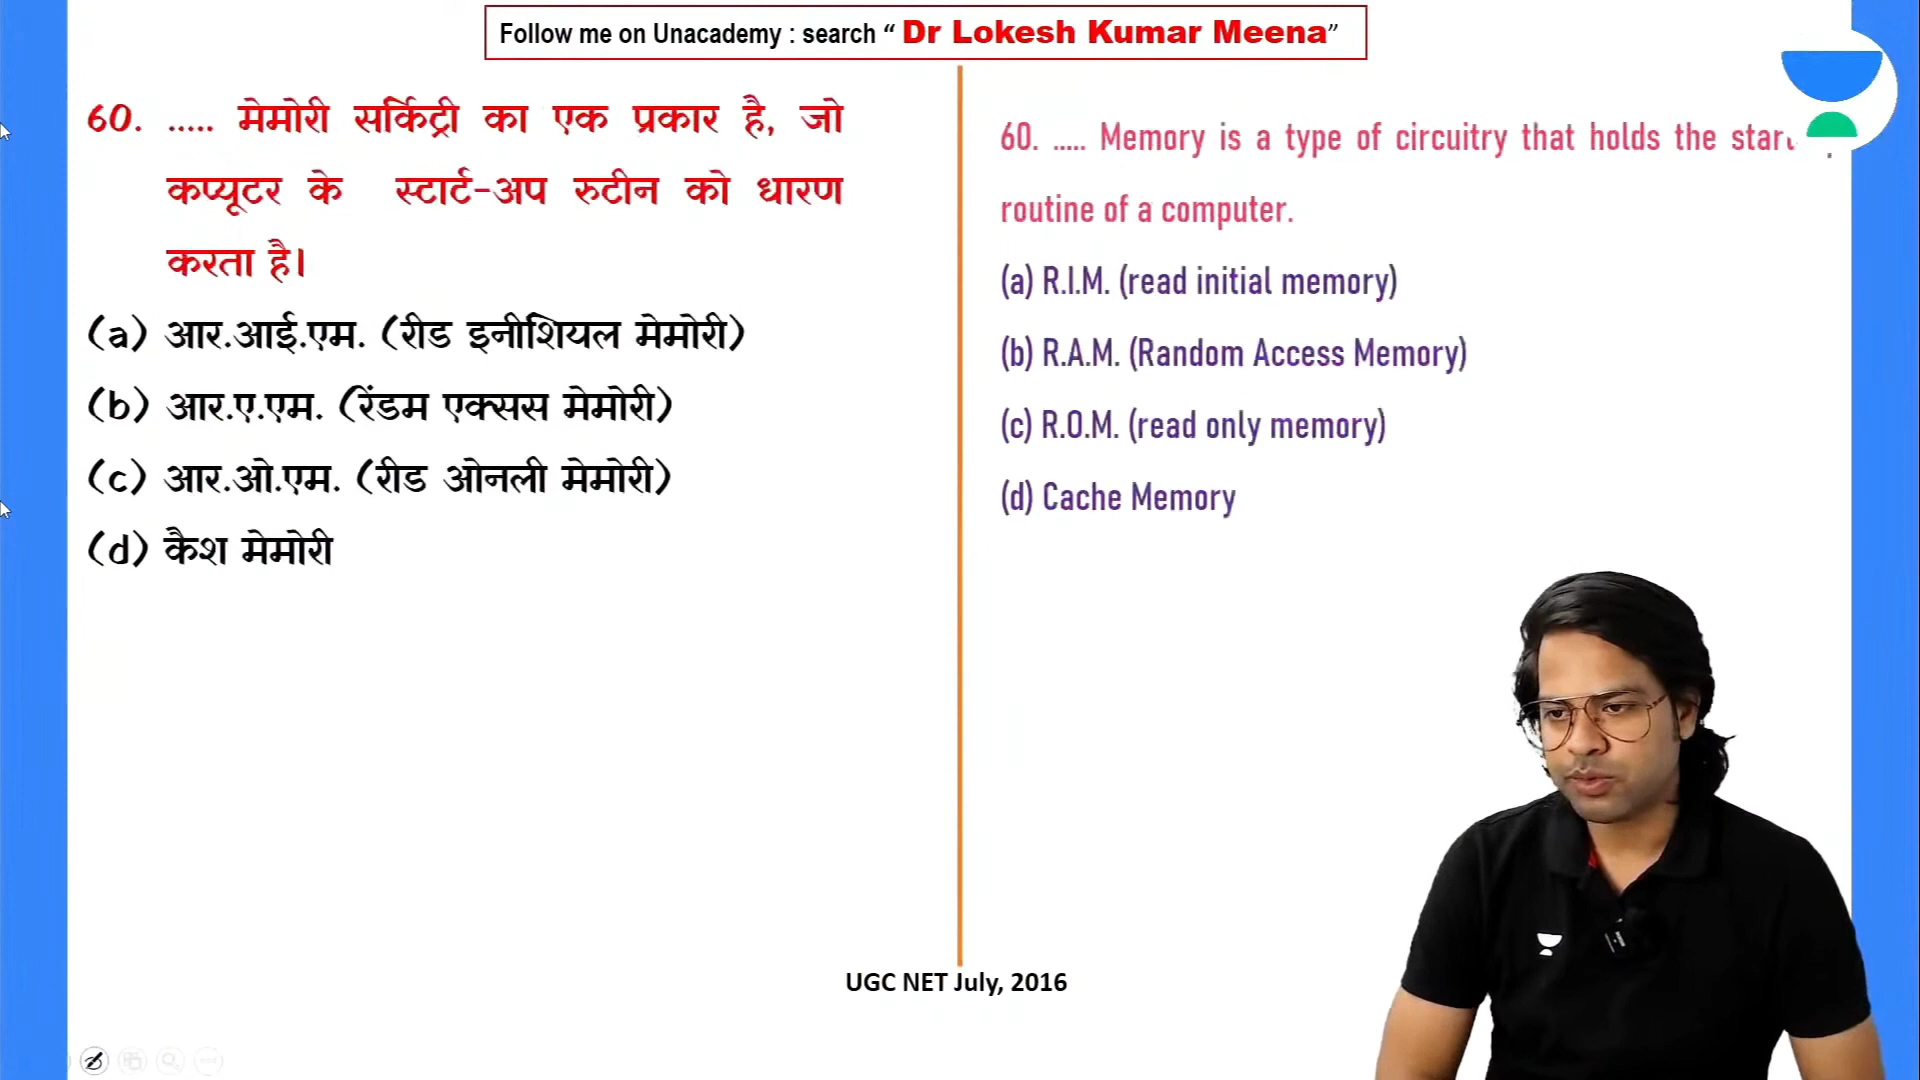 Follow me on Unacademy : search “ Dr Lokesh Kumar Meena”
60. ..... मेमोरी सर्किट्री का एक प्रकार है, जो
कप्यूटर के स्टार्ट-अप रुटीन को धारण
करता है।
(a) आर.आई.एम. (रीड इनीशियल मेमोरी)
(b) आर.ए.एम. (रेंडम एक्सस मेमोरी)
(c) आर.ओ.एम. (रीड ओनली मेमोरी)
(d) कैश मेमोरी
60. ..... Memory is a type of circuitry that holds the
routine of a computer.
(a) R.I.M. (read initial memory)
(b) R.A.M. (Random Access Memory)
(c) R.O.M. (read only memory)
(d) Cache Memory
UGC NET July, 2016